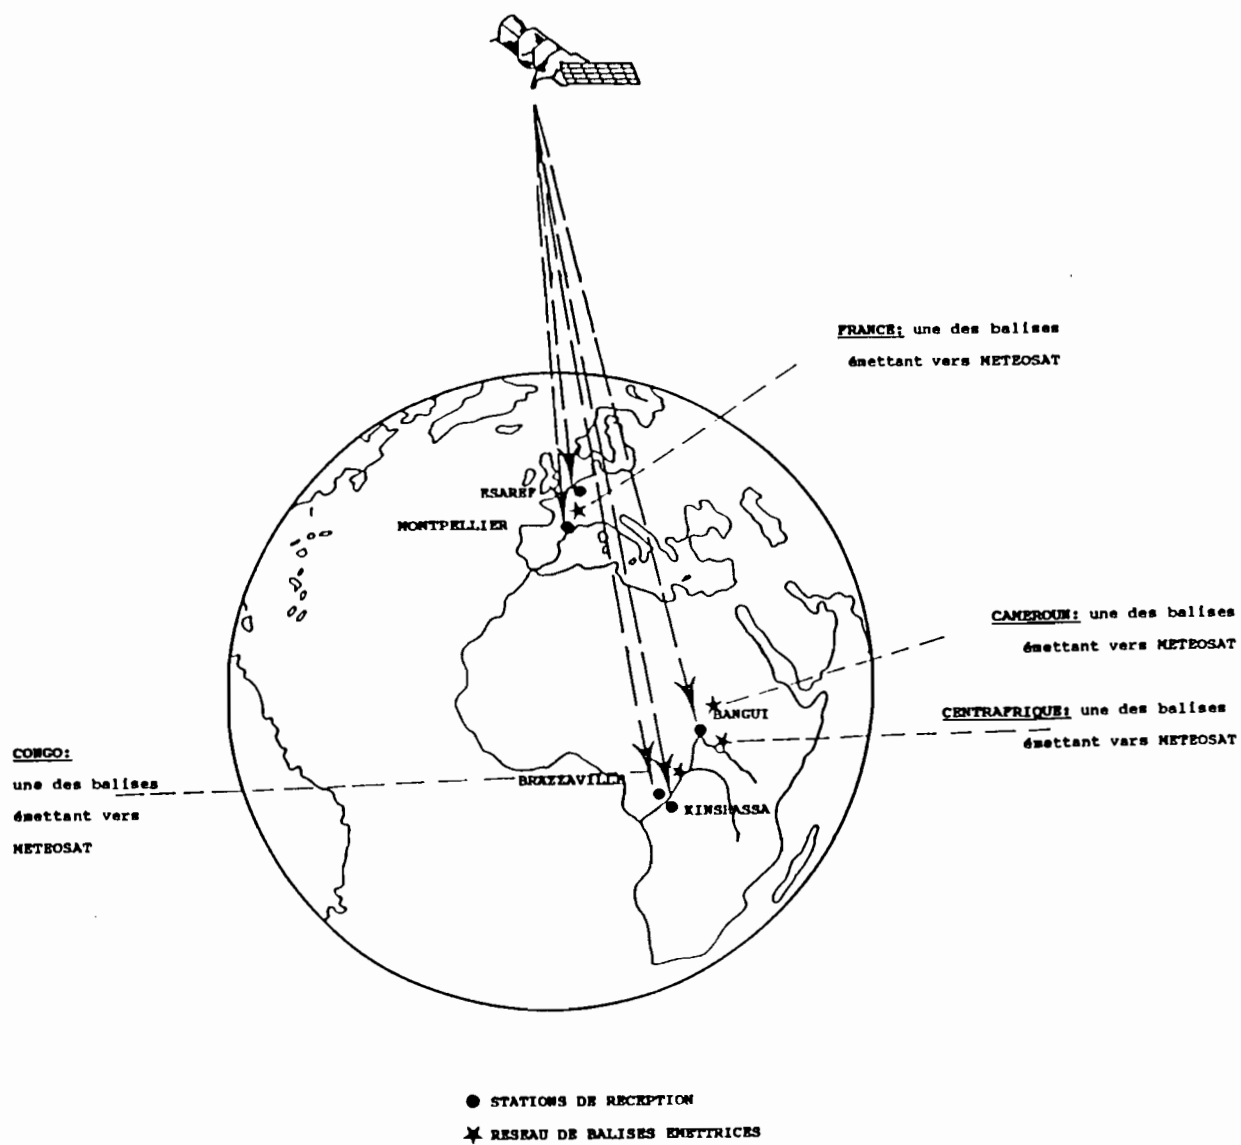 FRANCE: une des balises
émettant vers METEOSAT
ESAREF
MONTPELLIER
CAMEROUN: une des balises
émettant vers METEOSAT
BANGUI
CENTRAFRIQUE: une des balises
émettant vars METEOSAT
CONGO:
une des balises
émettant vers
METEOSAT
BRAZZAVILLE
KINSHASSA
STATIONS DE RECEPTION
RESEAU DE BALISES EMETTRICES